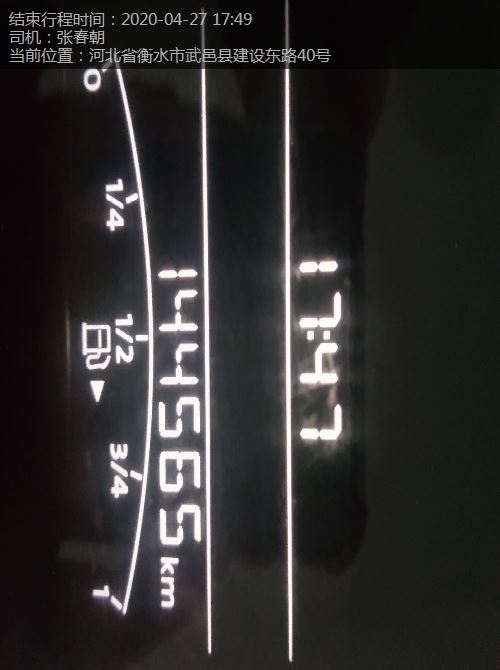 结束行程时间：2020-04-27 17:49
司机：张春朝
当前位置：河北省衡水市武邑县建设东路40号
17:47
144565 km
0 1/4 1/2 3/4 1